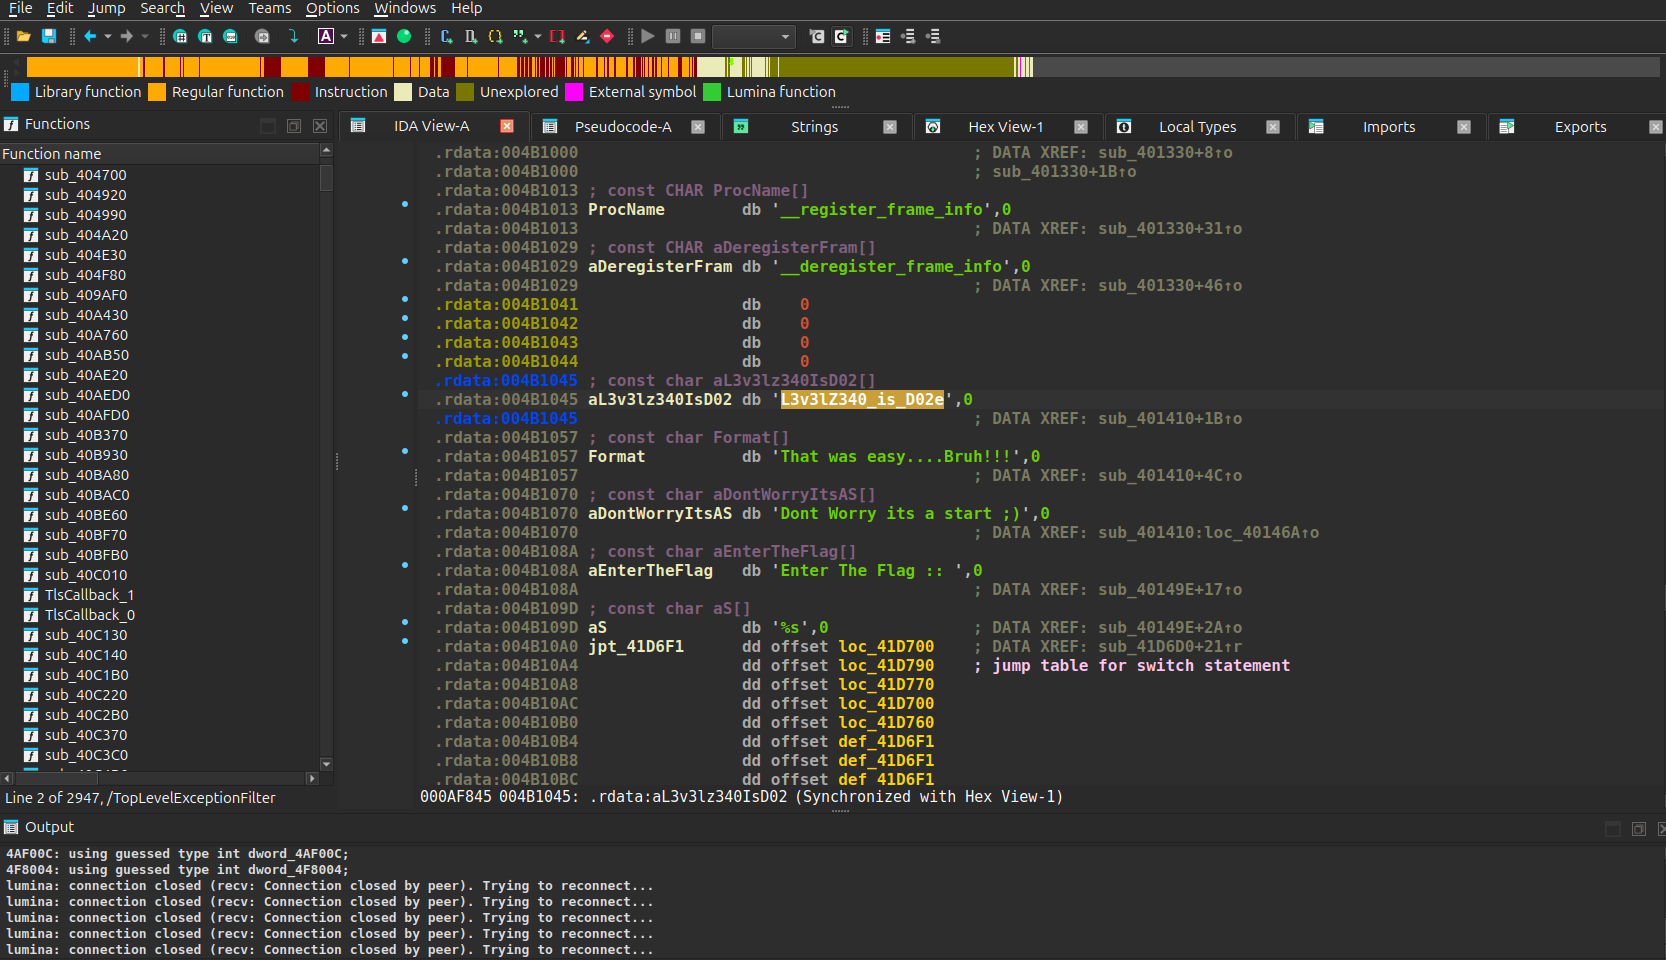 File Edit Jump Search View Teams Options Windows Help
Library function Regular function Instruction Data Unexplored External symbol Lumina function
Functions
Function name
sub_404700
sub_404920
sub_404990
sub_404A20
sub_404E30
sub_404F80
sub_409AF0
sub_40A430
sub_40A760
sub_40AB50
sub_40AE20
sub_40AED0
sub_40AFD0
sub_40B370
sub_40B930
sub_40BA80
sub_40BAC0
sub_40BE60
sub_40BF70
sub_40BFB0
sub_40C010
TlsCallback_1
TlsCallback_0
sub_40C130
sub_40C140
sub_40C1B0
sub_40C220
sub_40C2B0
sub_40C370
sub_40C3C0
Line 2 of 2947, /TopLevelExceptionFilter
IDA View-A Pseudocode-A Strings Hex View-1 Local Types Imports Exports
.rdata:004B1000 ; DATA XREF: sub_401330+8↑o
.rdata:004B1000 ; sub_401330+1B↑o
.rdata:004B1013 ; const CHAR ProcName[]
.rdata:004B1013 ProcName db '__register_frame_info',0
.rdata:004B1013 ; DATA XREF: sub_401330+31↑o
.rdata:004B1029 ; const CHAR aDeregisterFram[]
.rdata:004B1029 aDeregisterFram db '__deregister_frame_info',0
.rdata:004B1029 ; DATA XREF: sub_401330+46↑o
.rdata:004B1041 db 0
.rdata:004B1042 db 0
.rdata:004B1043 db 0
.rdata:004B1044 db 0
.rdata:004B1045 ; const char aL3v3lz340IsD02[]
.rdata:004B1045 aL3v3lz340IsD02 db 'L3v3lZ340_is_D02e',0
.rdata:004B1045 ; DATA XREF: sub_401410+1B↑o
.rdata:004B1057 ; const char Format[]
.rdata:004B1057 Format db 'That was easy....Bruh!!!',0
.rdata:004B1057 ; DATA XREF: sub_401410+4C↑o
.rdata:004B1070 ; const char aDontWorryItsAS[]
.rdata:004B1070 aDontWorryItsAS db 'Dont Worry its a start ;)',0
.rdata:004B1070 ; DATA XREF: sub_401410:loc_40146A↑o
.rdata:004B108A ; const char aEnterTheFlag[]
.rdata:004B108A aEnterTheFlag db 'Enter The Flag :: ',0
.rdata:004B108A ; DATA XREF: sub_40149E+17↑o
.rdata:004B109D ; const char aS[]
.rdata:004B109D aS db '%s',0 ; DATA XREF: sub_40149E+2A↑o
.rdata:004B10A0 jpt_41D6F1 dd offset loc_41D700 ; DATA XREF: sub_41D6D0+21↑r
.rdata:004B10A4 dd offset loc_41D790 ; jump table for switch statement
.rdata:004B10A8 dd offset loc_41D770
.rdata:004B10AC dd offset loc_41D700
.rdata:004B10B0 dd offset loc_41D760
.rdata:004B10B4 dd offset def_41D6F1
.rdata:004B10B8 dd offset def_41D6F1
.rdata:004B10BC dd offset def_41D6F1
000AF845 004B1045: .rdata:aL3v3lz340IsD02 (Synchronized with Hex View-1)
Output
4AF00C: using guessed type int dword_4AF00C;
4F8004: using guessed type int dword_4F8004;
lumina: connection closed (recv: Connection closed by peer). Trying to reconnect...
lumina: connection closed (recv: Connection closed by peer). Trying to reconnect...
lumina: connection closed (recv: Connection closed by peer). Trying to reconnect...
lumina: connection closed (recv: Connection closed by peer). Trying to reconnect...
lumina: connection closed (recv: Connection closed by peer). Trying to reconnect...